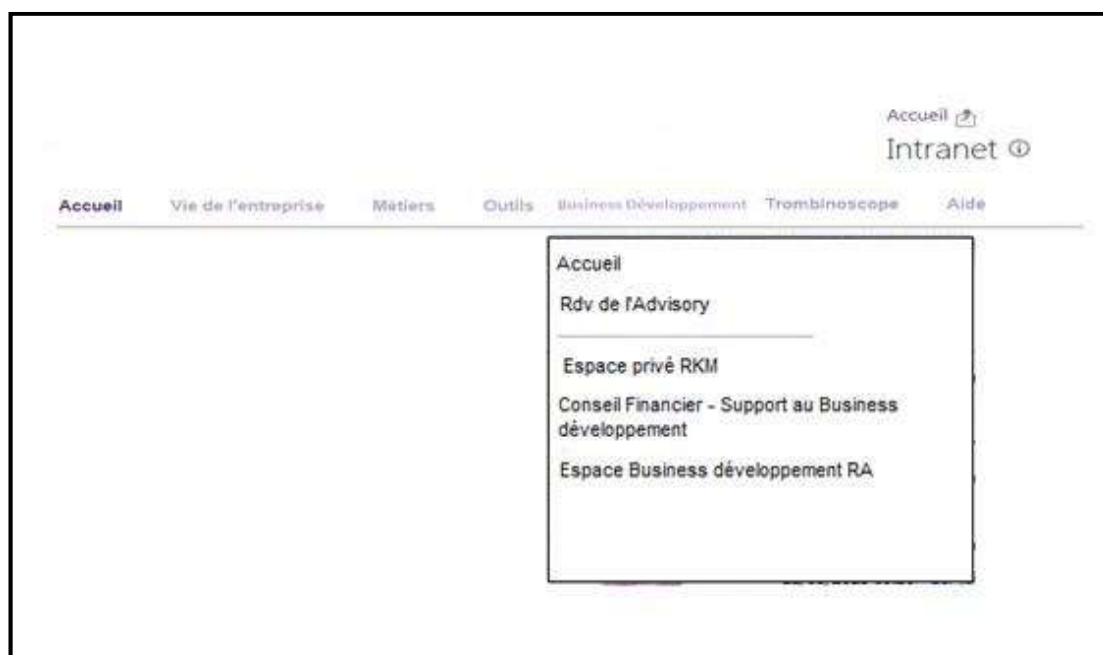 Accueil
Intranet
Accueil Vie de l'entreprise Métiers Outils Business Développement Trombinoscope Aide
Accueil
Rdv de l'Advisory
Espace privé RKM
Conseil Financier - Support au Business
développement
Espace Business développement RA